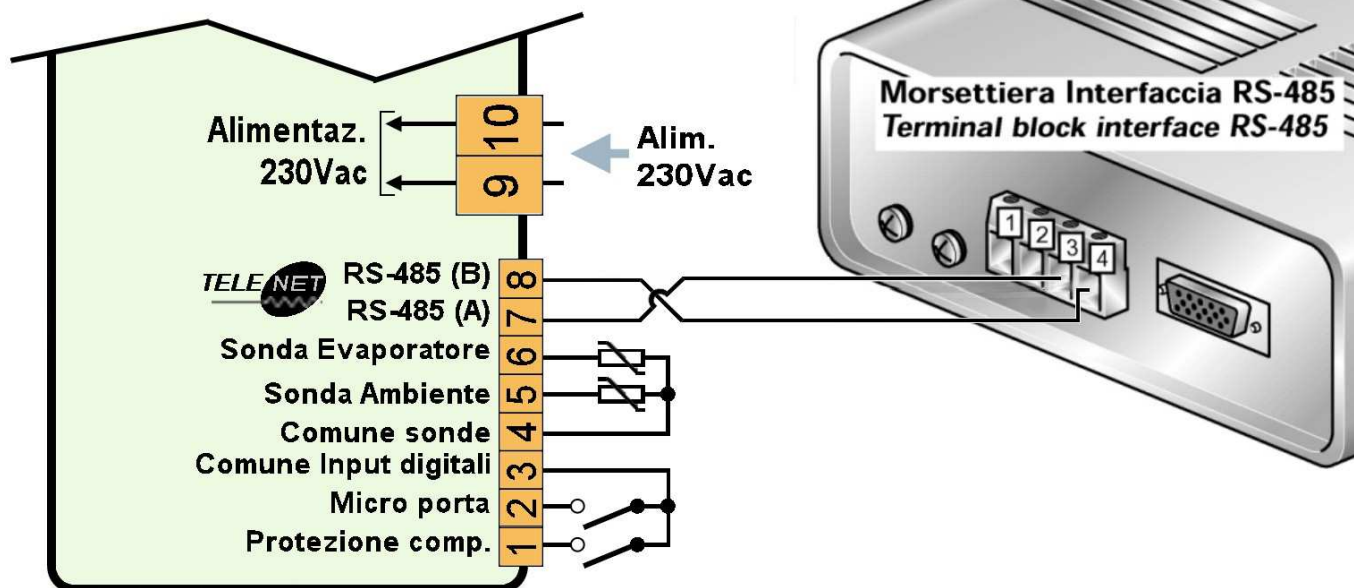 Alimentaz.
230Vac
10
9
Alim.
230Vac
TELE NET
RS-485 (B)
8
RS-485 (A)
7
Sonda Evaporatore
6
Sonda Ambiente
5
Comune sonde
4
Comune Input digitali
3
Micro porta
2
Protezione comp.
1
Morsettiera Interfaccia RS-485
Terminal block interface RS-485
1
2
3
4